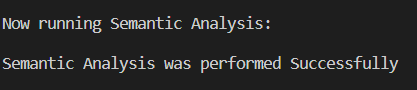 Now running Semantic Analysis:
Semantic Analysis was performed Successfully